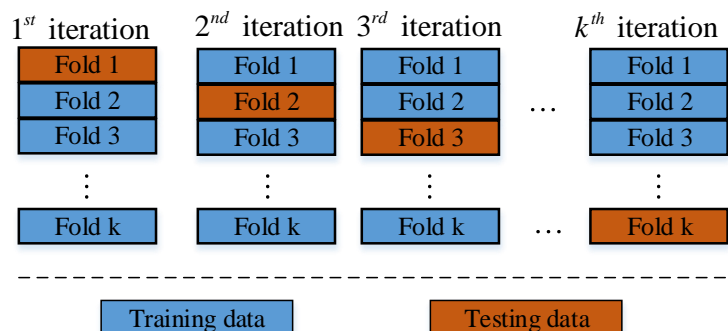 1st iteration 2nd iteration 3rd iteration kth iteration
Fold 1 Fold 1 Fold 1 Fold 1
Fold 2 Fold 2 Fold 2 ... Fold 2
Fold 3 Fold 3 Fold 3 Fold 3
⋮ ⋮ ⋮ ⋮
Fold k Fold k Fold k ... Fold k
Training data Testing data